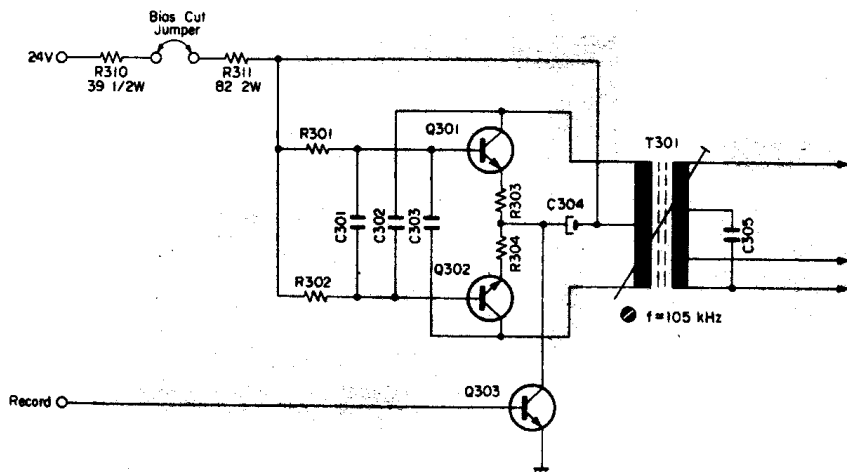 Bias Cut
Jumper
24V
R310
39 1/2W
R311
82 2W
R301
Q301
T301
R303
C304
C301
C302
C303
R304
C305
Q302
R302
f=105 kHz
Q303
Record